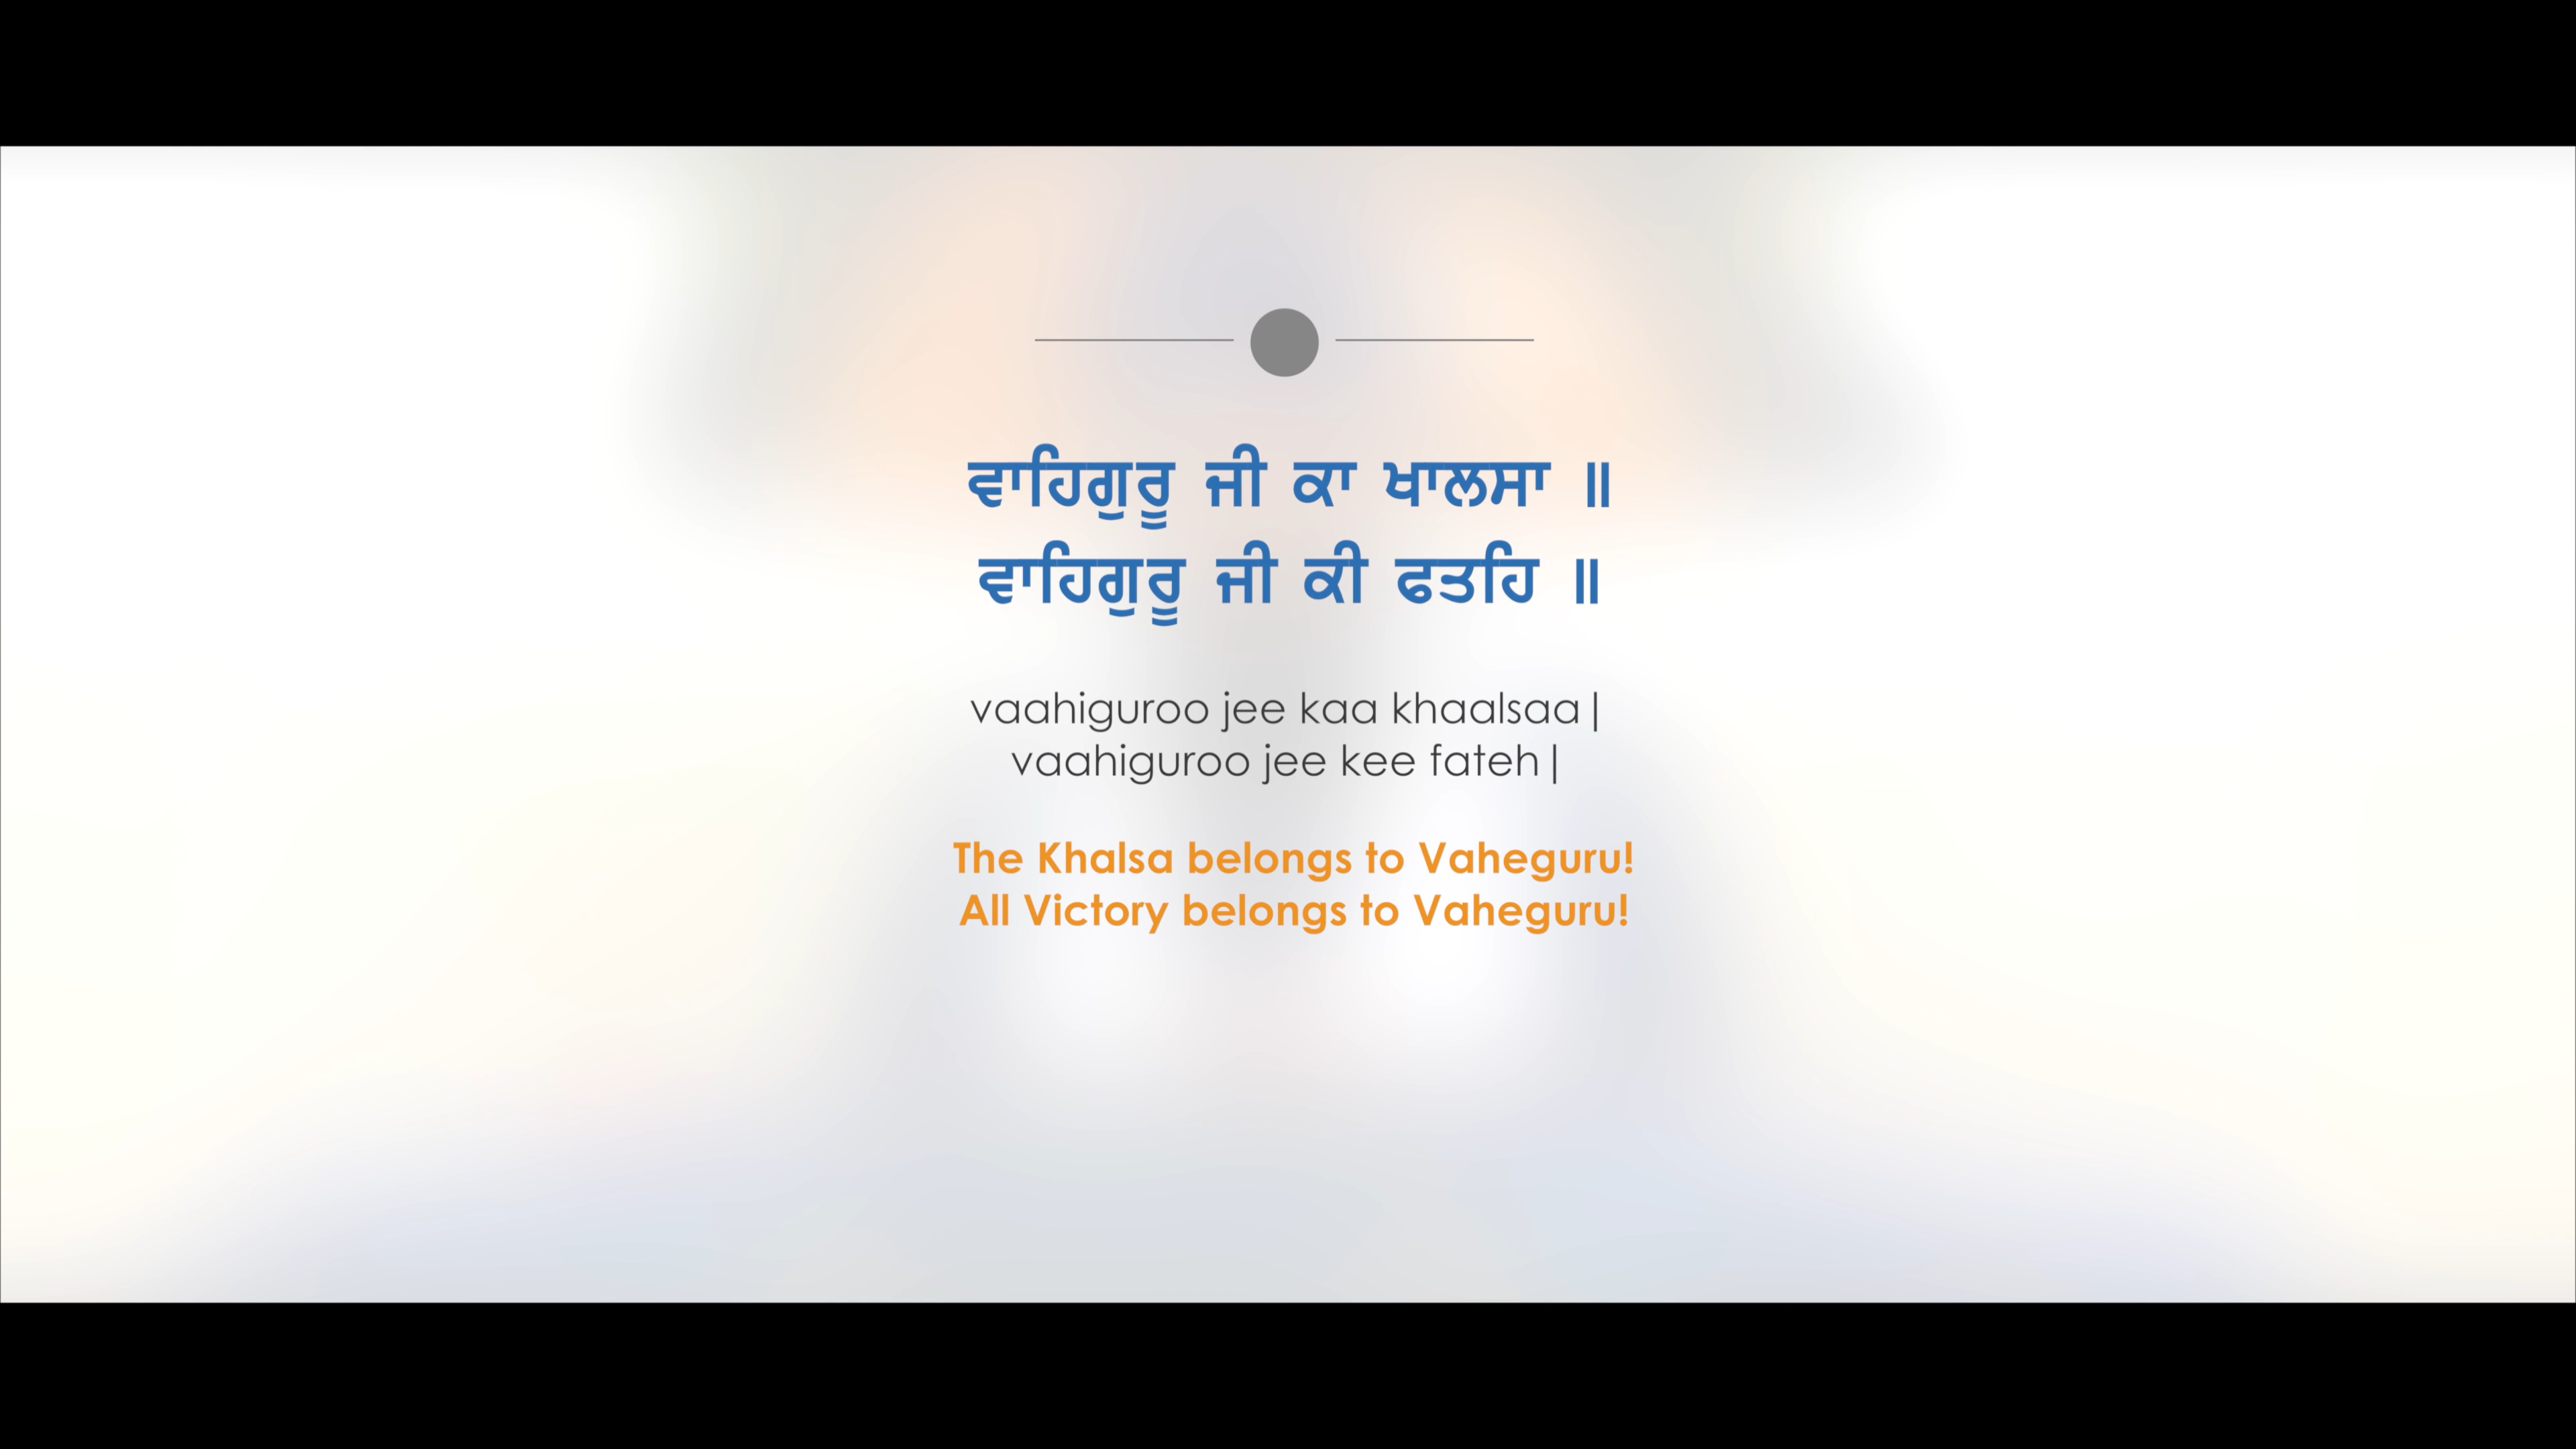 ਵਾਹਿਗੁਰੂ ਜੀ ਕਾ ਖਾਲਸਾ ॥
ਵਾਹਿਗੁਰੂ ਜੀ ਕੀ ਫਤਹਿ ॥
vaahiguroo jee kaa khaalsaa|
vaahiguroo jee kee fateh|
The Khalsa belongs to Vaheguru!
All Victory belongs to Vaheguru!